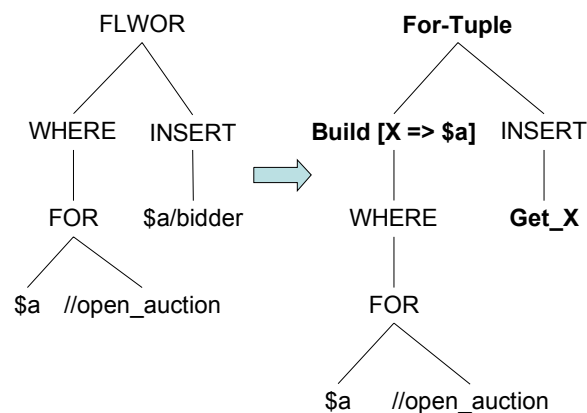 FLWOR
WHERE INSERT
FOR $a/bidder
$a //open_auction
For-Tuple
Build [X => $a] INSERT
WHERE Get_X
FOR
$a //open_auction